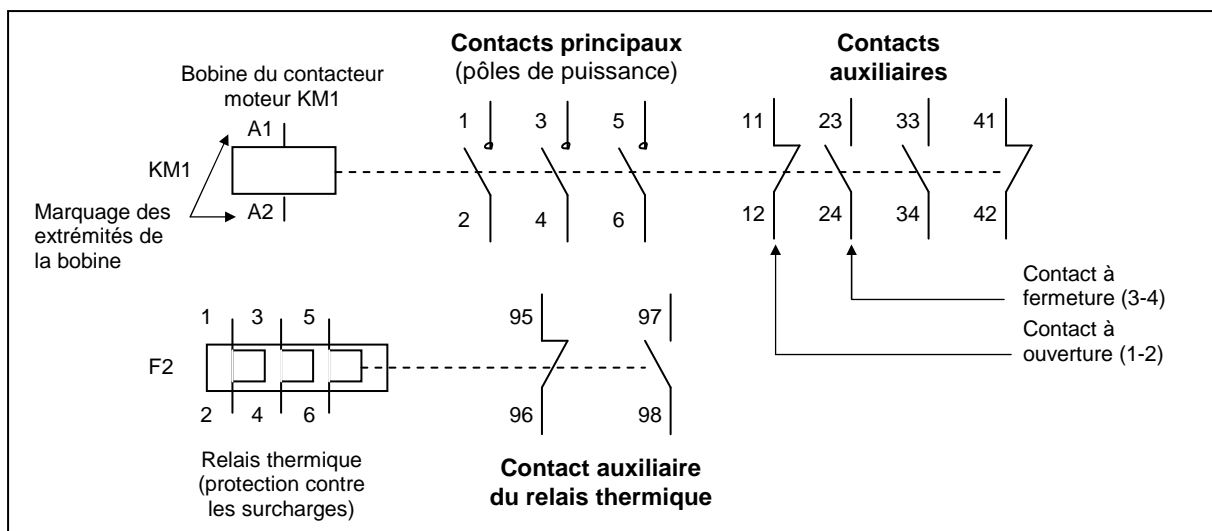 Contacts principaux
(pôles de puissance)
Contacts
auxiliaires
Bobine du contacteur
moteur KM1
A1
KM1
A2
Marquage des
extrémités de
la bobine
1 3 5
2 4 6
11 23 33 41
12 24 34 42
Contact à
fermeture (3-4)
Contact à
ouverture (1-2)
1 3 5
F2
2 4 6
95 97
96 98
Relais thermique
(protection contre
les surcharges)
Contact auxiliaire
du relais thermique